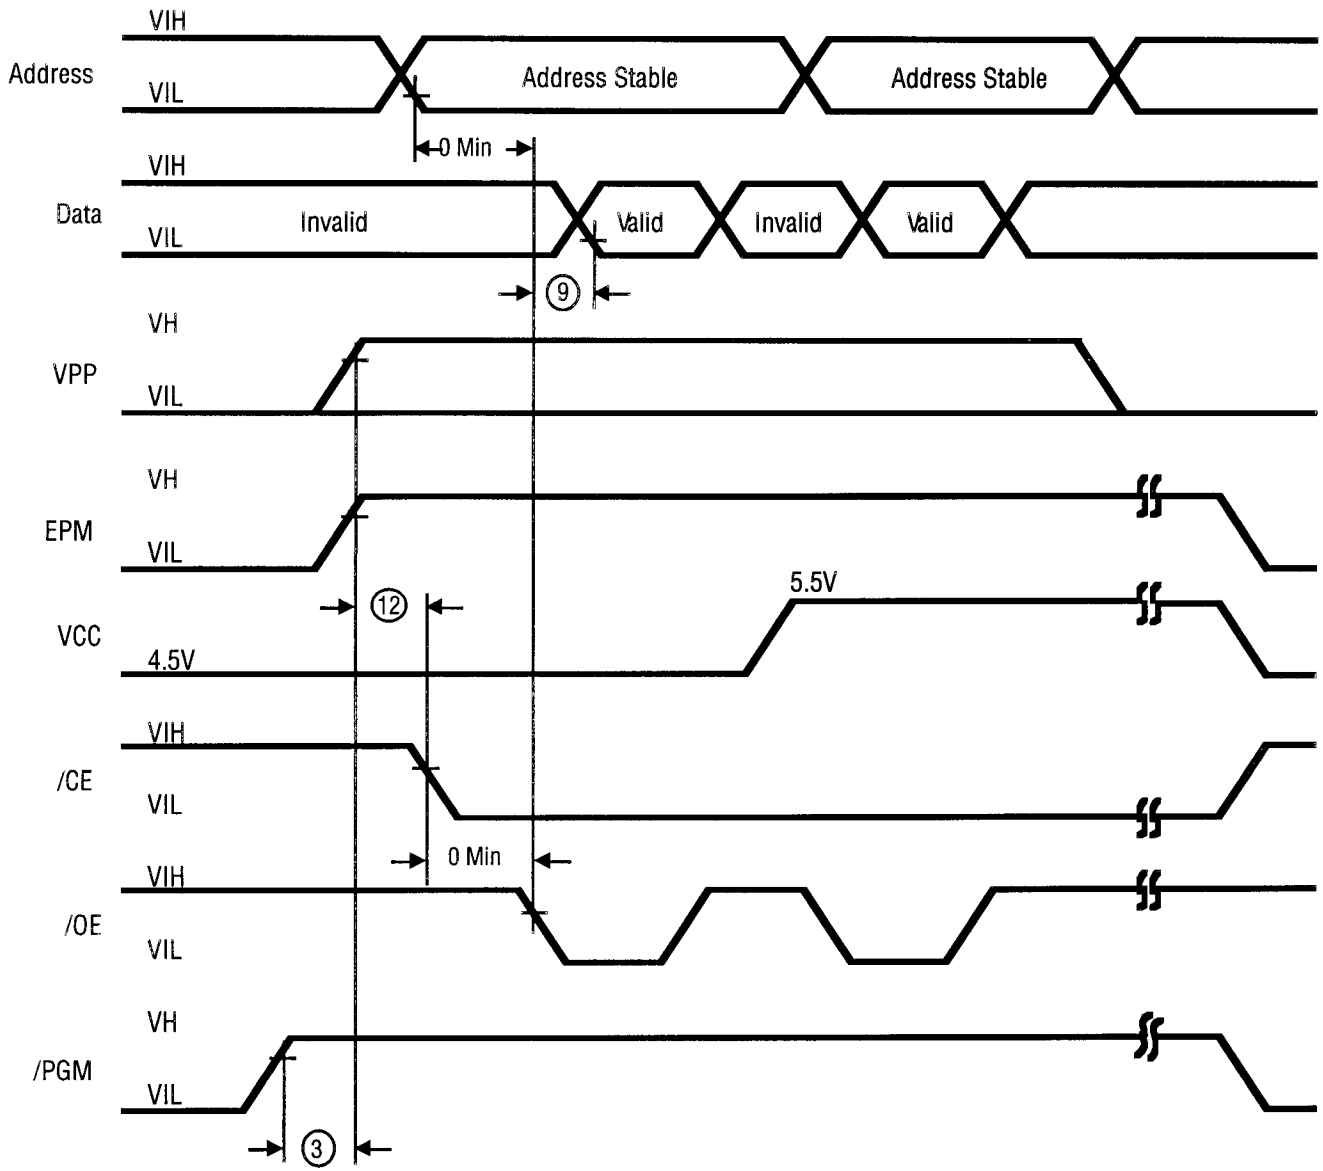 VIH
Address
Address Stable
Address Stable
VIL
0 Min
VIH
Data
Invalid
Valid
Invalid
Valid
VIL
9
VH
VPP
VIL
VH
EPM
VIL
5.5V
12
VCC
4.5V
VIH
/CE
VIL
0 Min
VIH
/OE
VIL
VH
/PGM
VIL
3